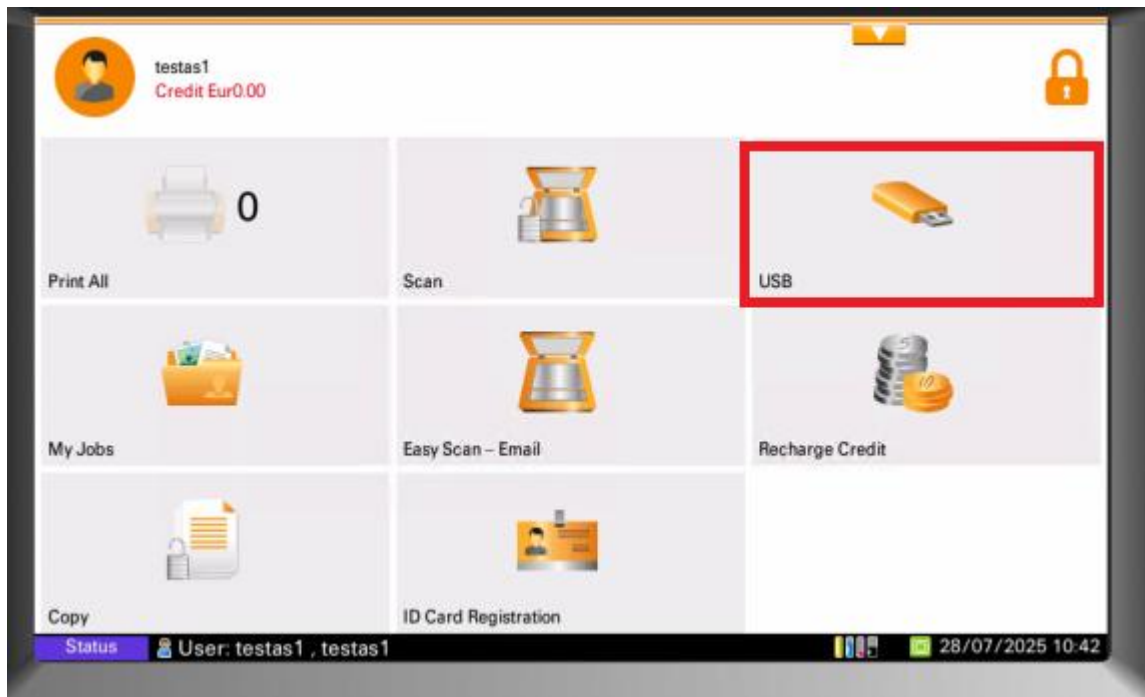 testas1
Credit Eur0.00
0
Print All
Scan
USB
My Jobs
Easy Scan – Email
Recharge Credit
Copy
ID Card Registration
Status
User: testas1 , testas1
28/07/2025 10:42